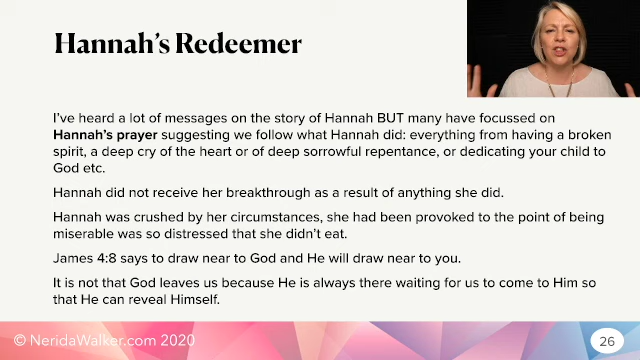 Hannah's Redeemer
I've heard a lot of messages on the story of Hannah BUT many have focussed on
Hannah's prayer suggesting we follow what Hannah did: everything from having a broken
spirit, a deep cry of the heart or of deep sorrowful repentance, or dedicating your child to
God etc.
Hannah did not receive her breakthrough as a result of anything she did.
Hannah was crushed by her circumstances, she had been provoked to the point of being
miserable was so distressed that she didn't eat.
James 4:8 says to draw near to God and He will draw near to you.
It is not that God leaves us because He is always there waiting for us to come to Him so
that He can reveal Himself.
© NeridaWalker.com 2020
26